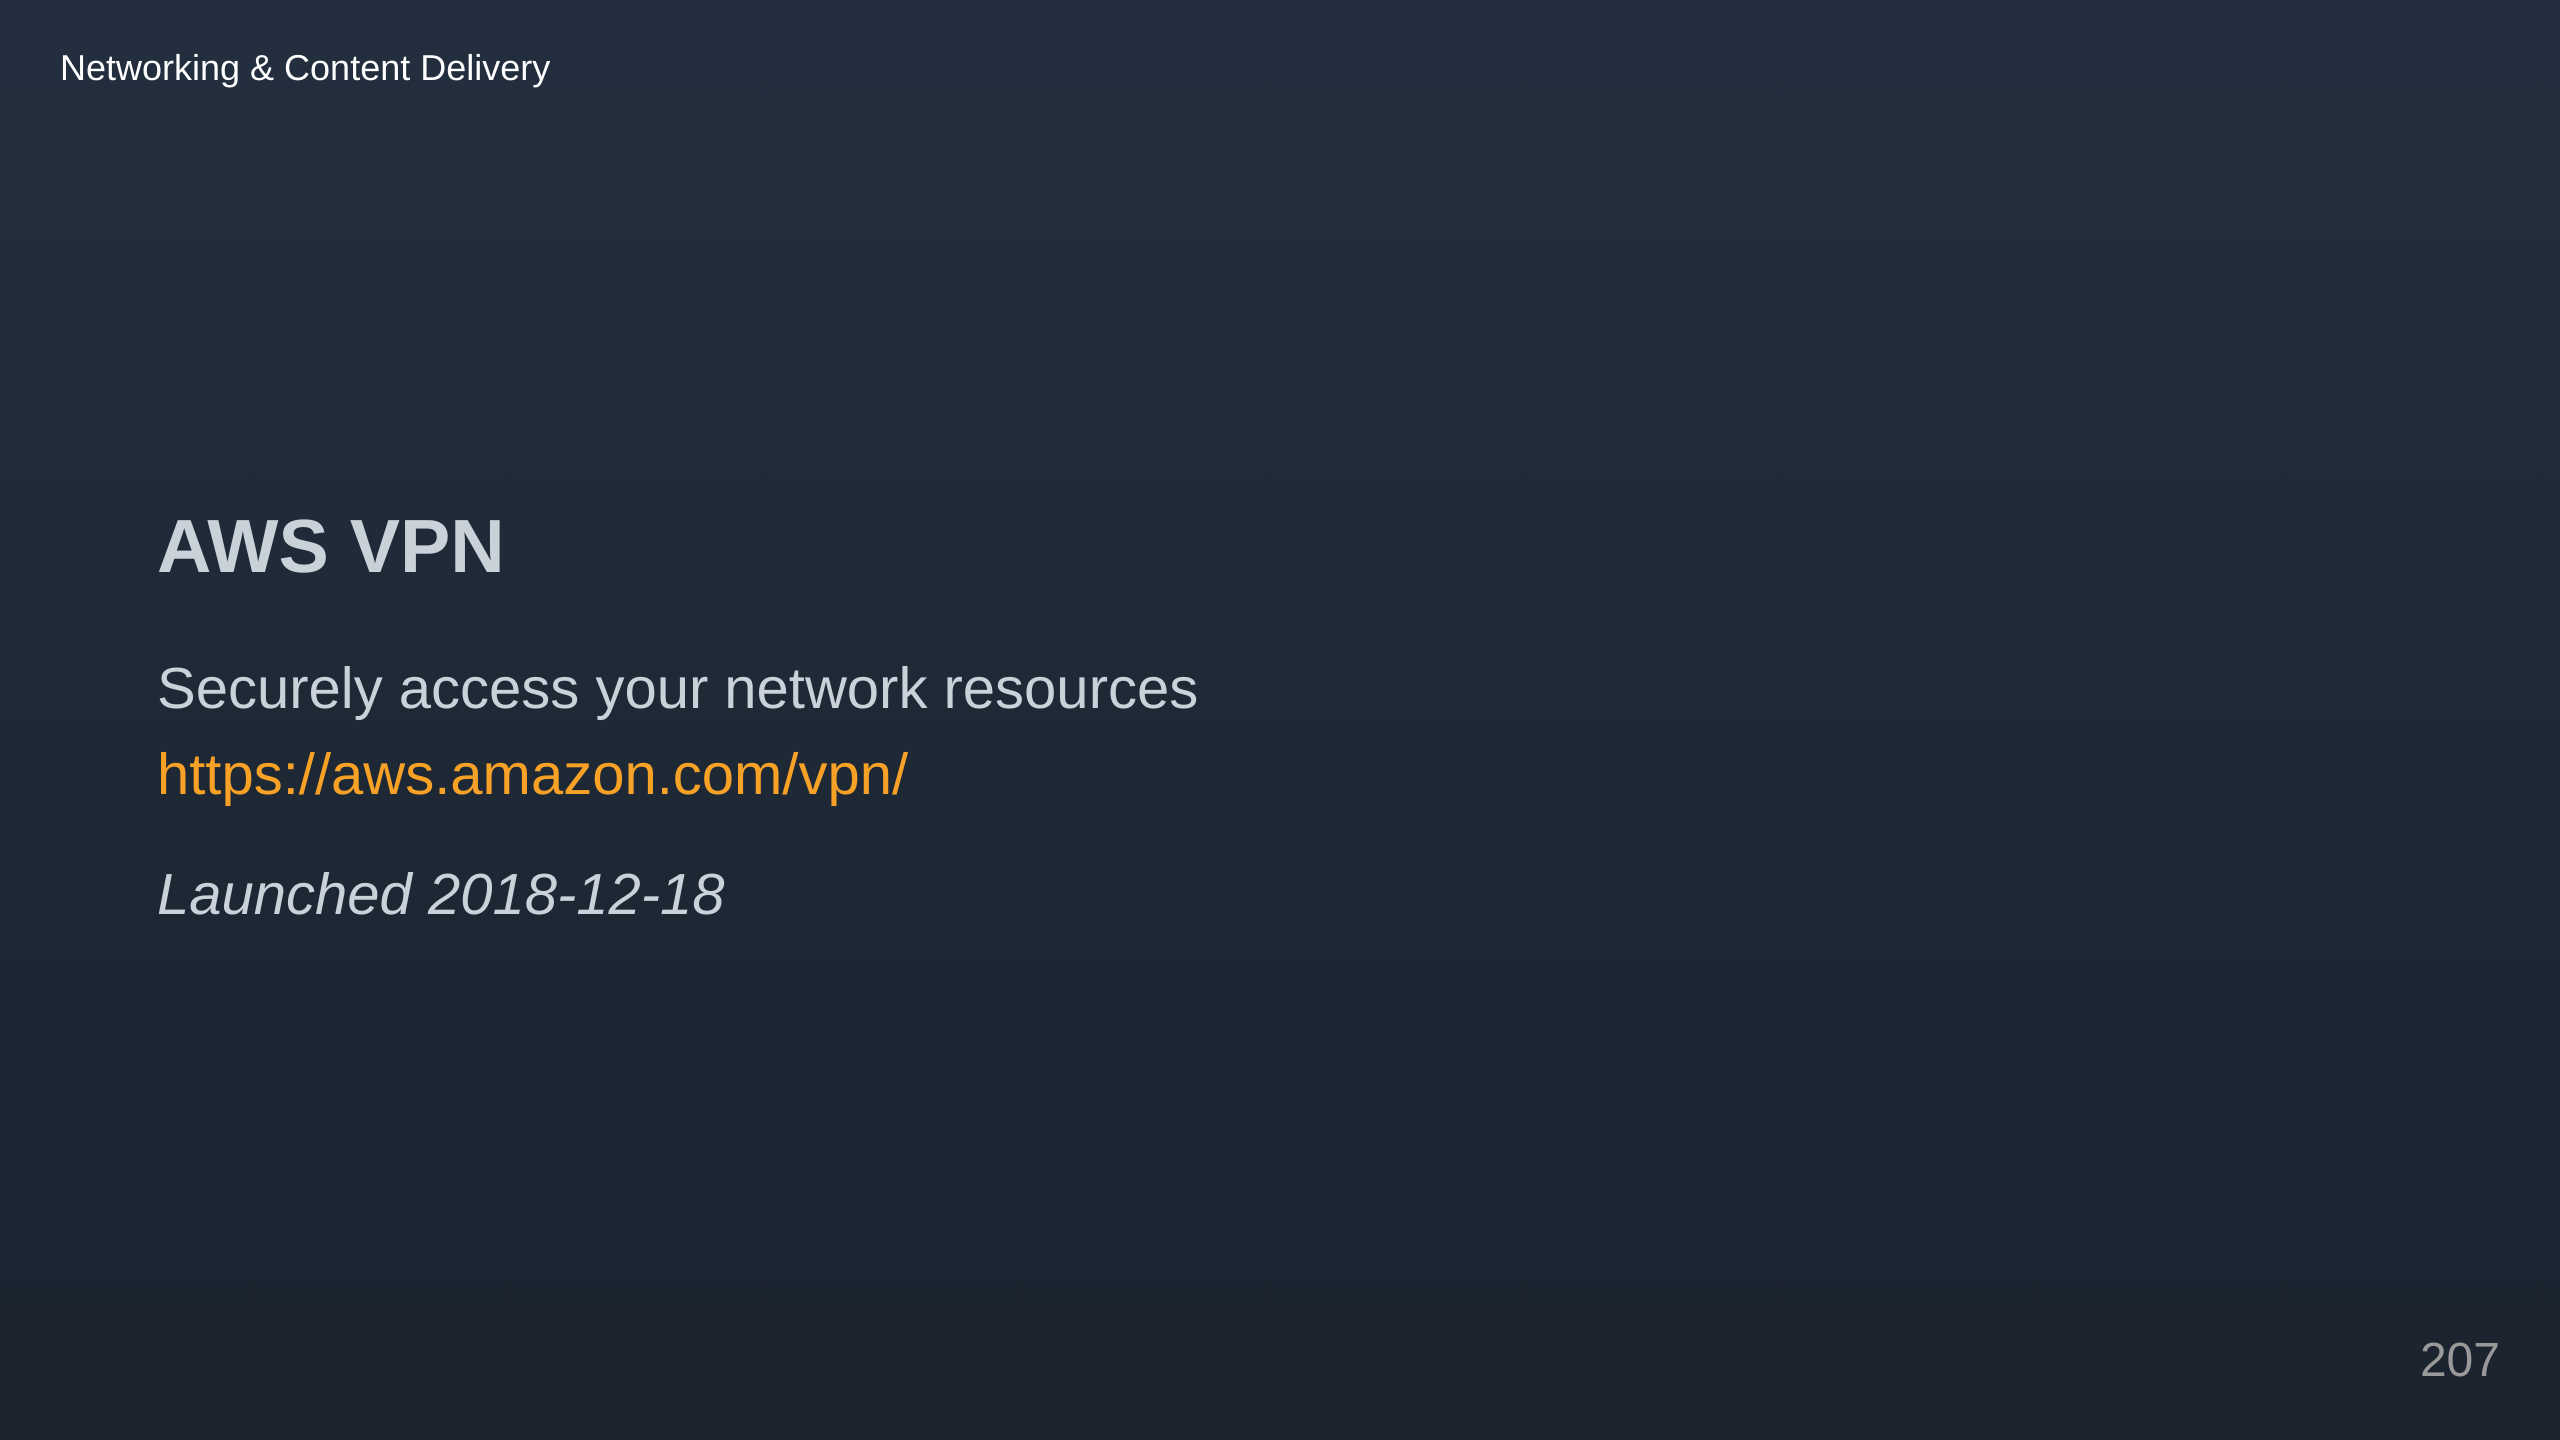 Networking & Content Delivery
AWS VPN
Securely access your network resources
https://aws.amazon.com/vpn/
Launched 2018-12-18
207